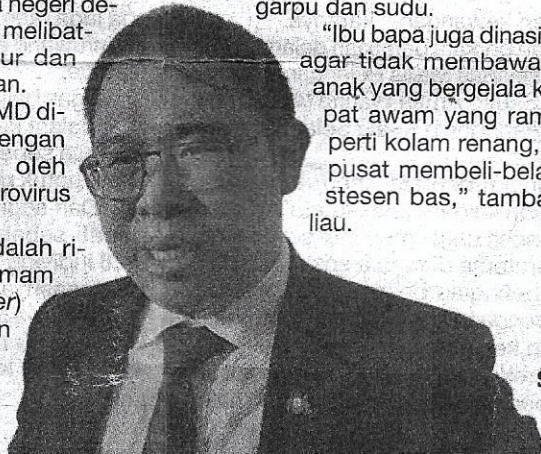 negeri de-
melibat-
ur dan
an.
MD di-
engan
oleh
rovirus
dalah ri-
mam
er)
n
garpu dan sudu.
"Ibu bapa juga dinasi
agar tidak membawa
anak yang bergejala k
pat awam yang ram
perti kolam renang,
pusat membeli-bela
stesen bas," tamba
liau.
S